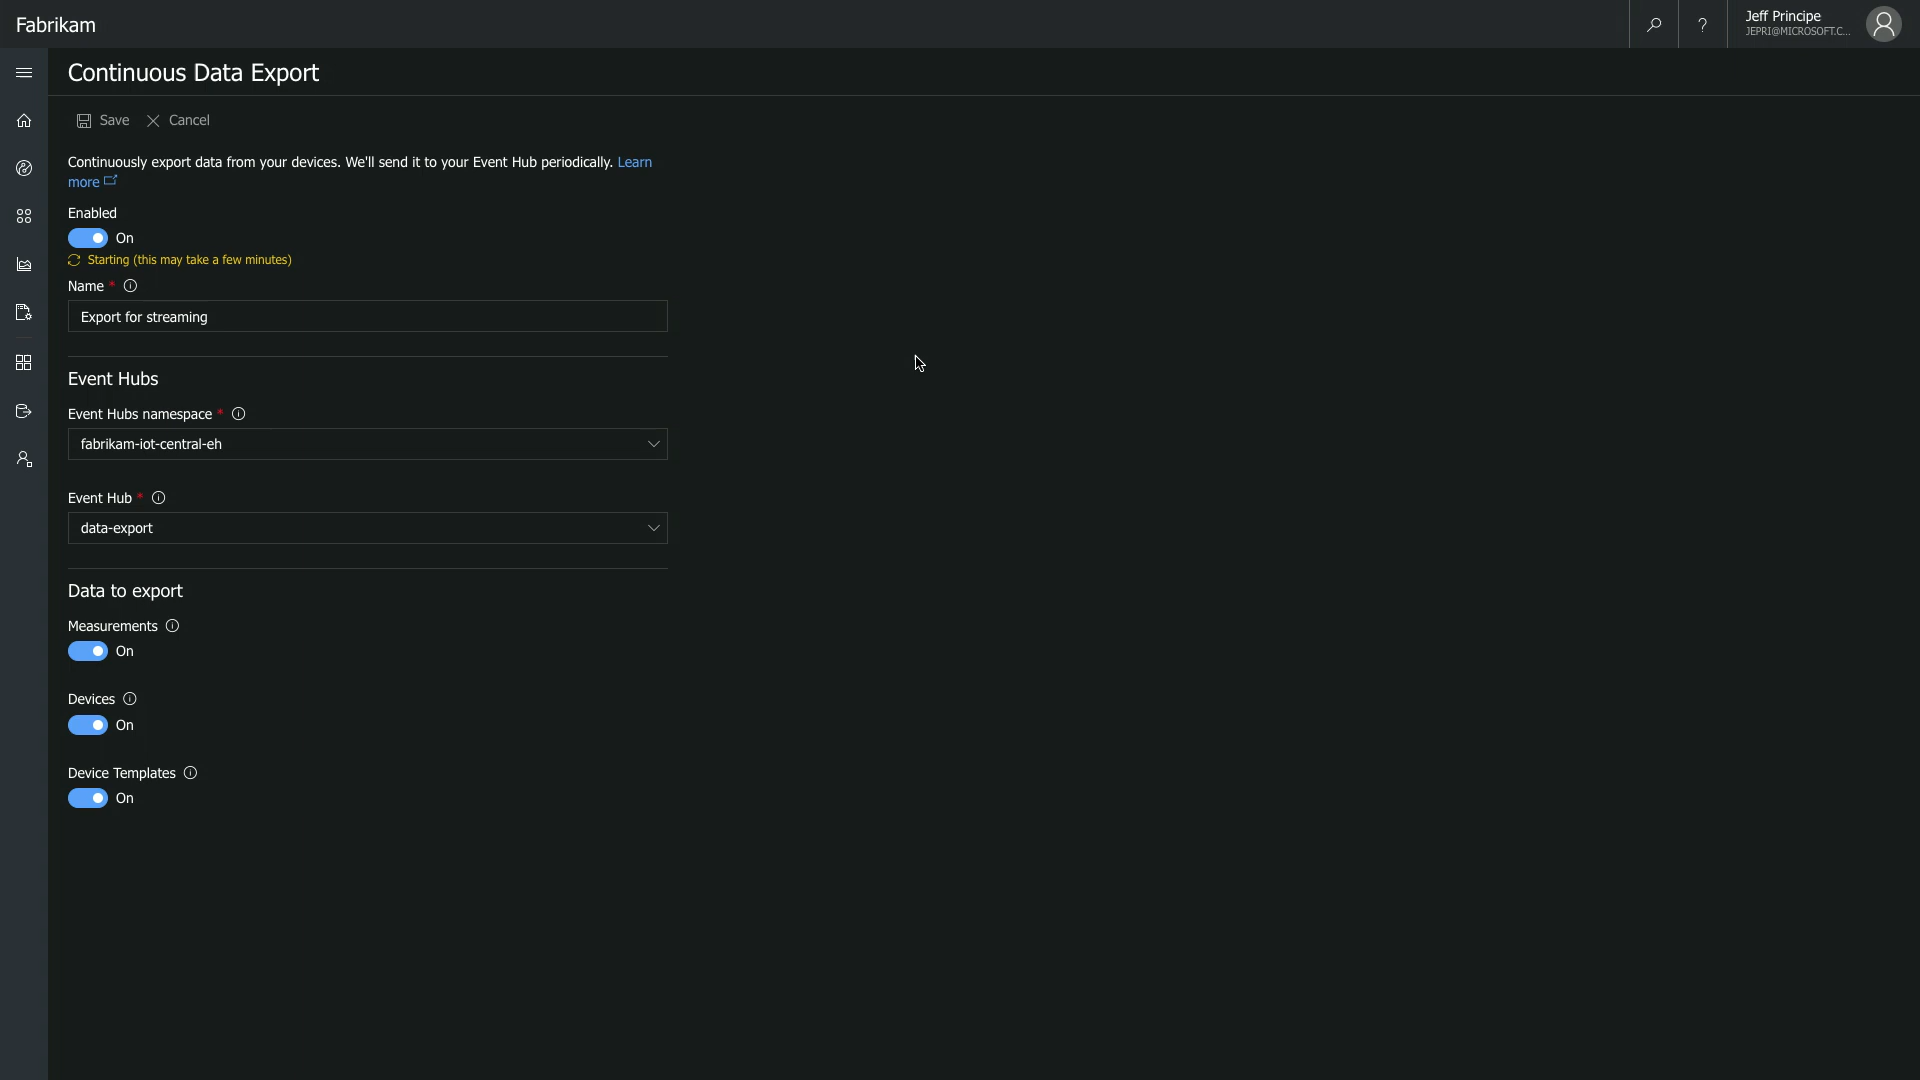 Fabrikam
?
Jeff Principe
JEPRI@MICROSOFT.C...
Continuous Data Export
Save
Cancel
Continuously export data from your devices. We'll send it to your Event Hub periodically. Learn
more
Enabled
On
Starting (this may take a few minutes)
Name *
Export for streaming
Event Hubs
Event Hubs namespace *
fabrikam-iot-central-eh
Event Hub *
data-export
Data to export
Measurements
On
Devices
On
Device Templates
On